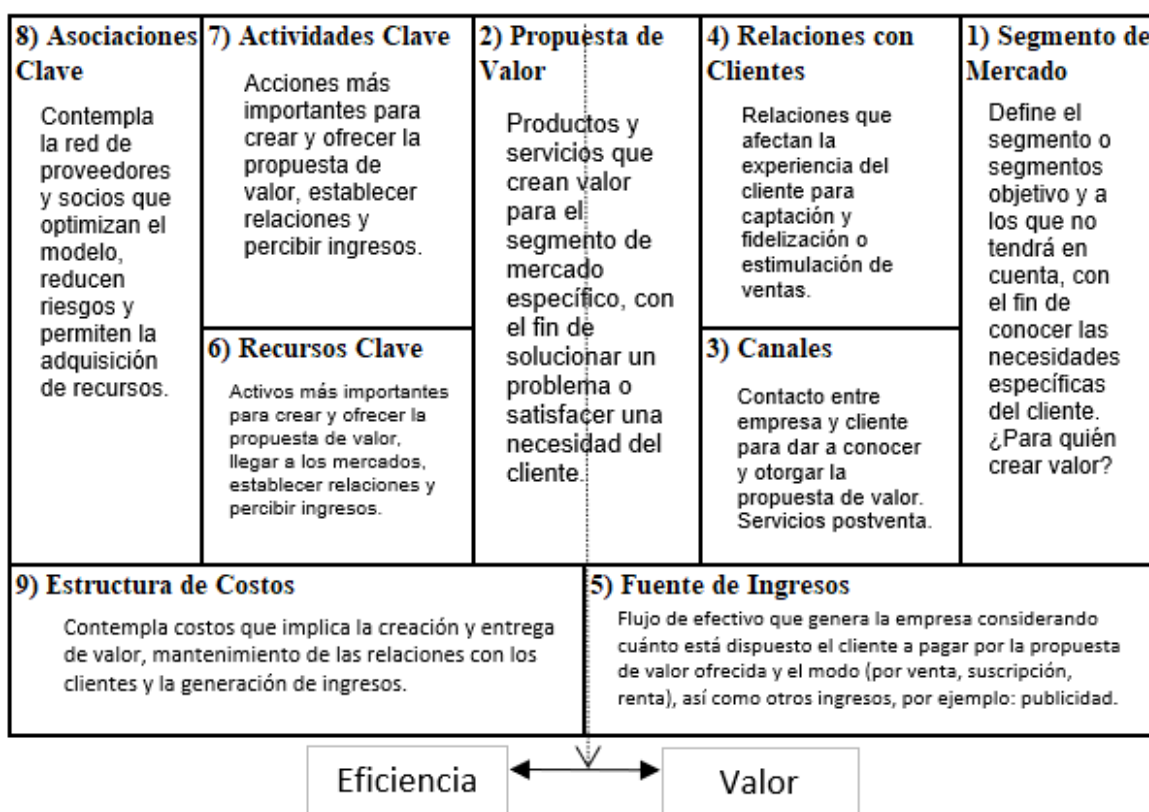 8) Asociaciones
Clave
Contempla
la red de
proveedores
y socios que
optimizan el
modelo,
reducen
riesgos y
permiten la
adquisición
de recursos.
7) Actividades Clave
Acciones más
importantes para
crear y ofrecer la
propuesta de
valor, establecer
relaciones y
percibir ingresos.
6) Recursos Clave
Activos más importantes
para crear y ofrecer la
propuesta de valor,
llegar a los mercados,
establecer relaciones y
percibir ingresos.
2) Propuesta de
Valor
Productos y
servicios que
crean valor
para el
segmento de
mercado
específico, con
el fin de
solucionar un
problema o
satisfacer una
necesidad del
cliente.
4) Relaciones con
Clientes
Relaciones que
afectan la
experiencia del
cliente para
captación y
fidelización o
estimulación de
ventas.
3) Canales
Contacto entre
empresa y cliente
para dar a conocer
y otorgar la
propuesta de valor.
Servicios postventa.
1) Segmento de
Mercado
Define el
segmento o
segmentos
objetivo y a
los que no
tendrá en
cuenta, con
el fin de
conocer las
necesidades
específicas
del cliente.
¿Para quién
crear valor?
9) Estructura de Costos
Contempla costos que implica la creación y entrega
de valor, mantenimiento de las relaciones con los
clientes y la generación de ingresos.
5) Fuente de Ingresos
Flujo de efectivo que genera la empresa considerando
cuánto está dispuesto el cliente a pagar por la propuesta
de valor ofrecida y el modo (por venta, suscripción,
renta), así como otros ingresos, por ejemplo: publicidad.
Eficiencia
Valor